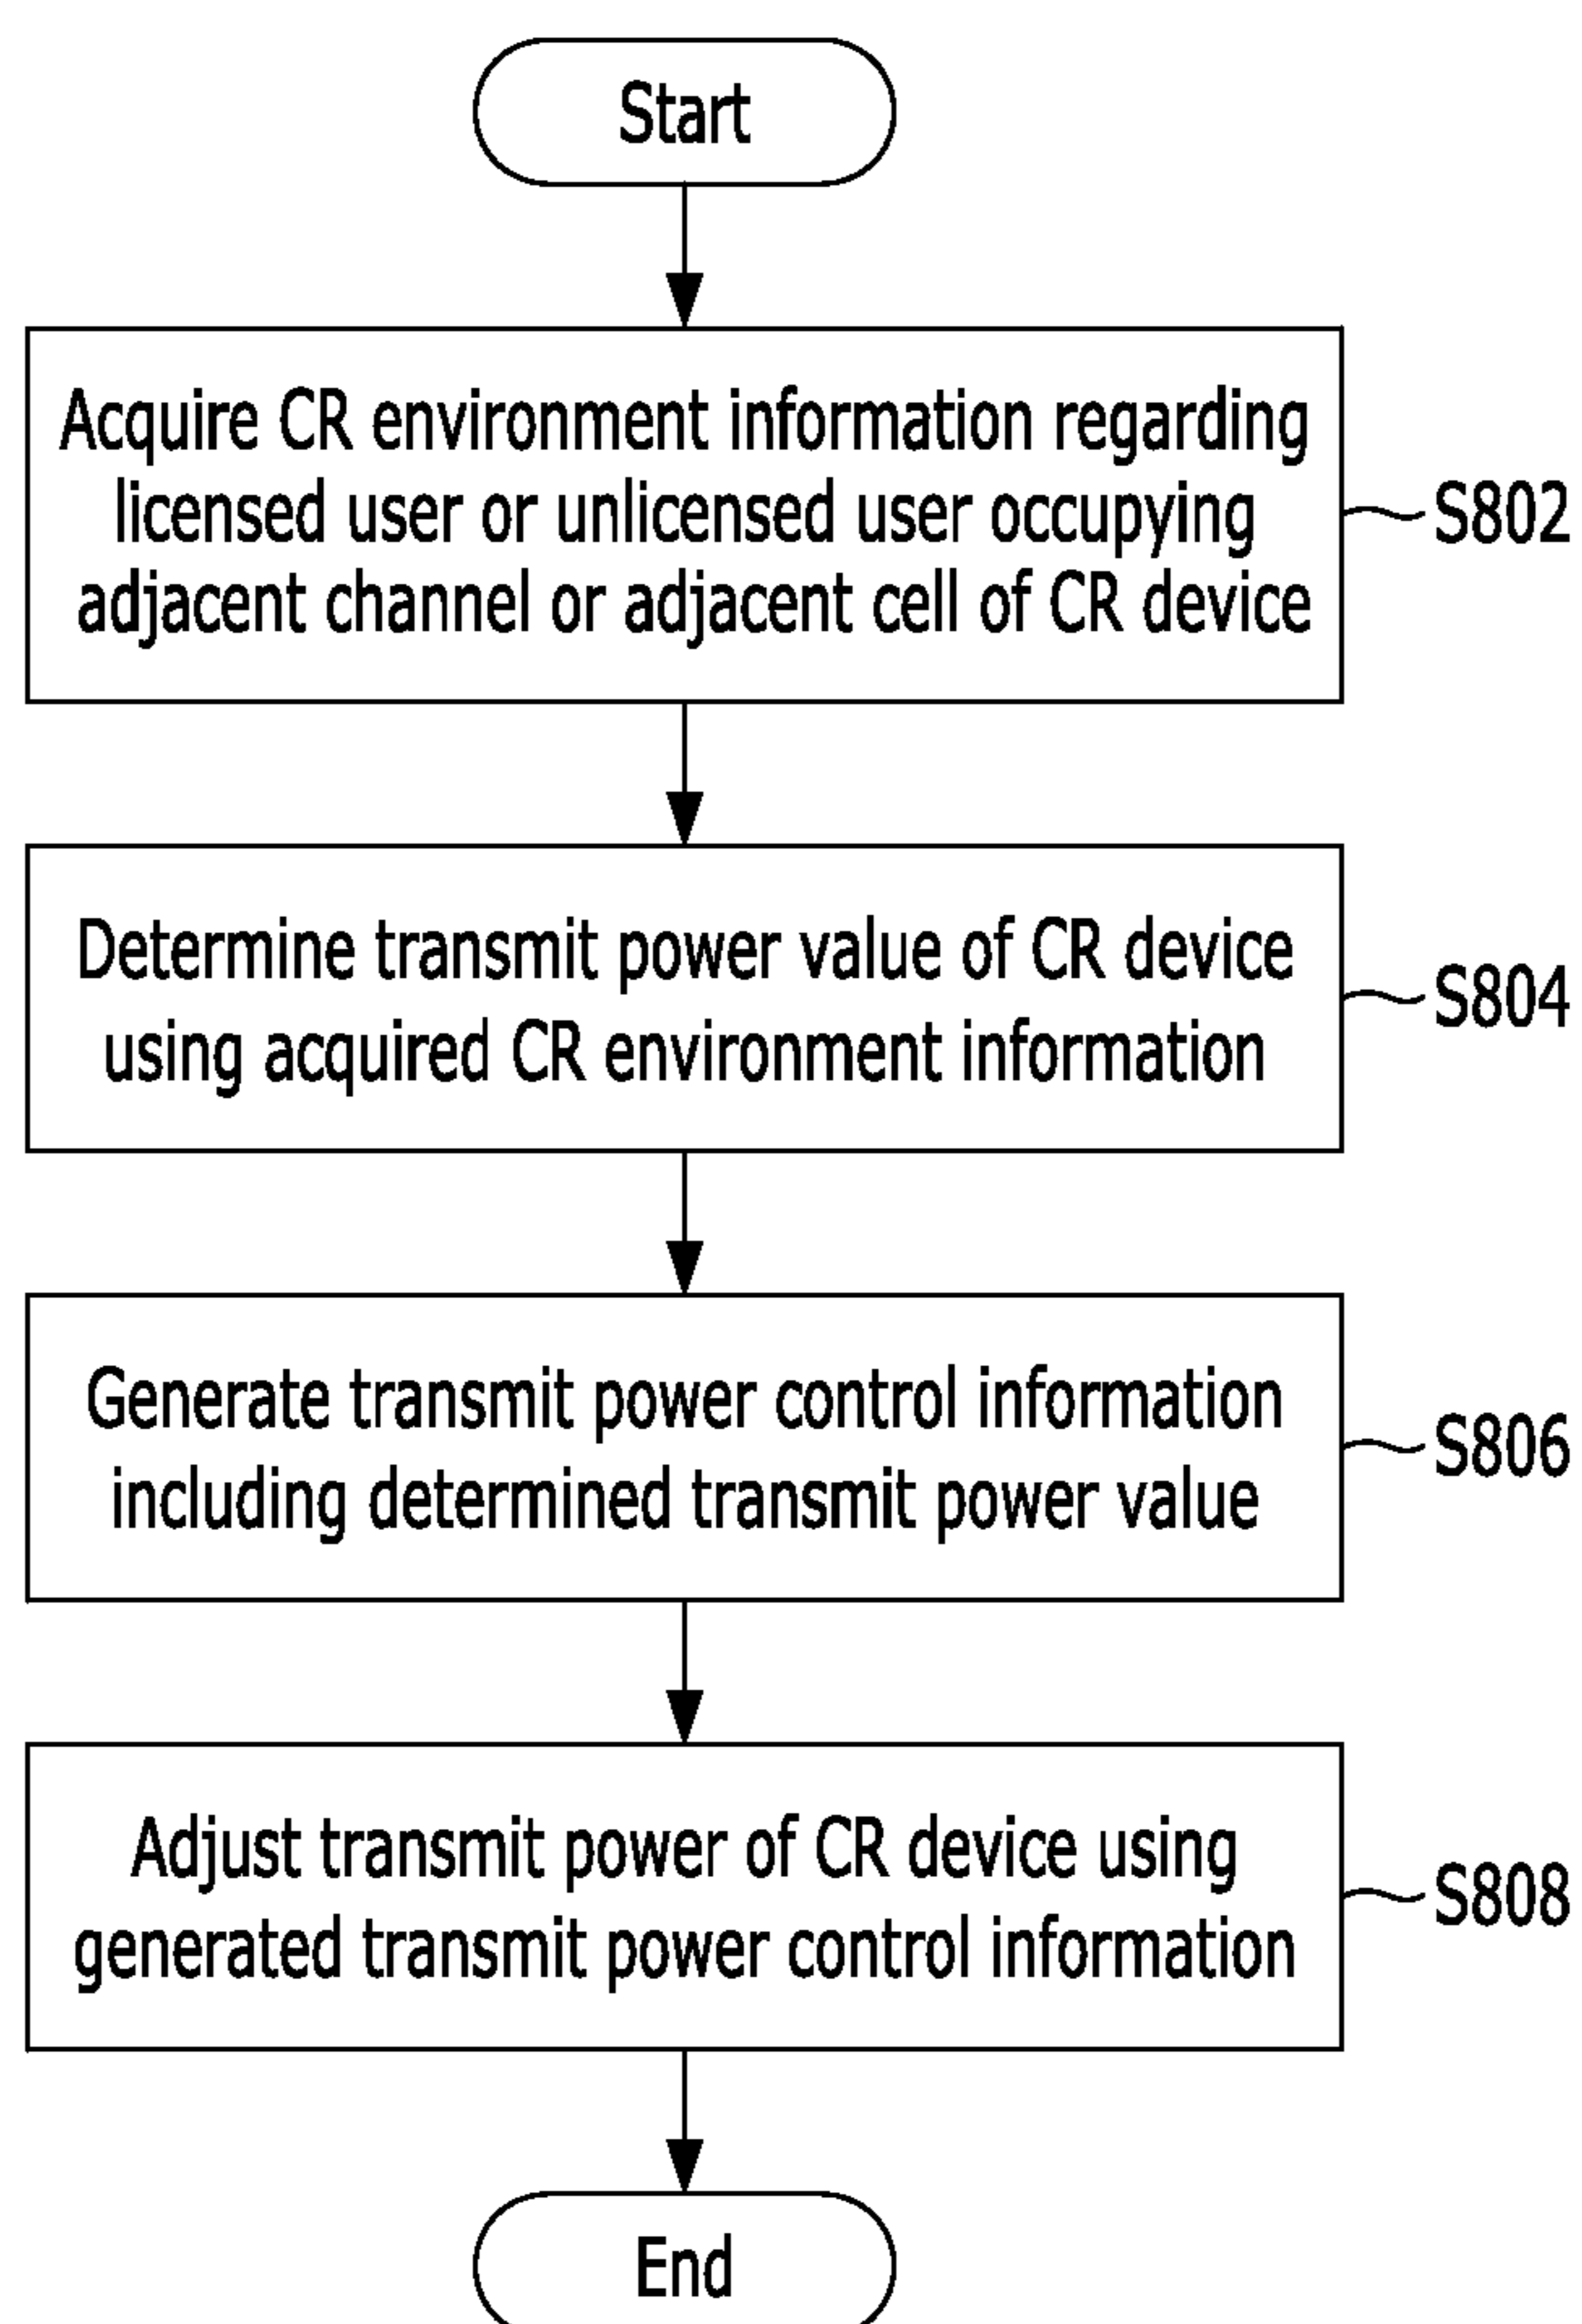 Start
Acquire CR environment information regarding
licensed user or unlicensed user occupying
adjacent channel or adjacent cell of CR device
S802
Determine transmit power value of CR device
using acquired CR environment information
S804
Generate transmit power control information
including determined transmit power value
S806
Adjust transmit power of CR device using
generated transmit power control information
S808
End